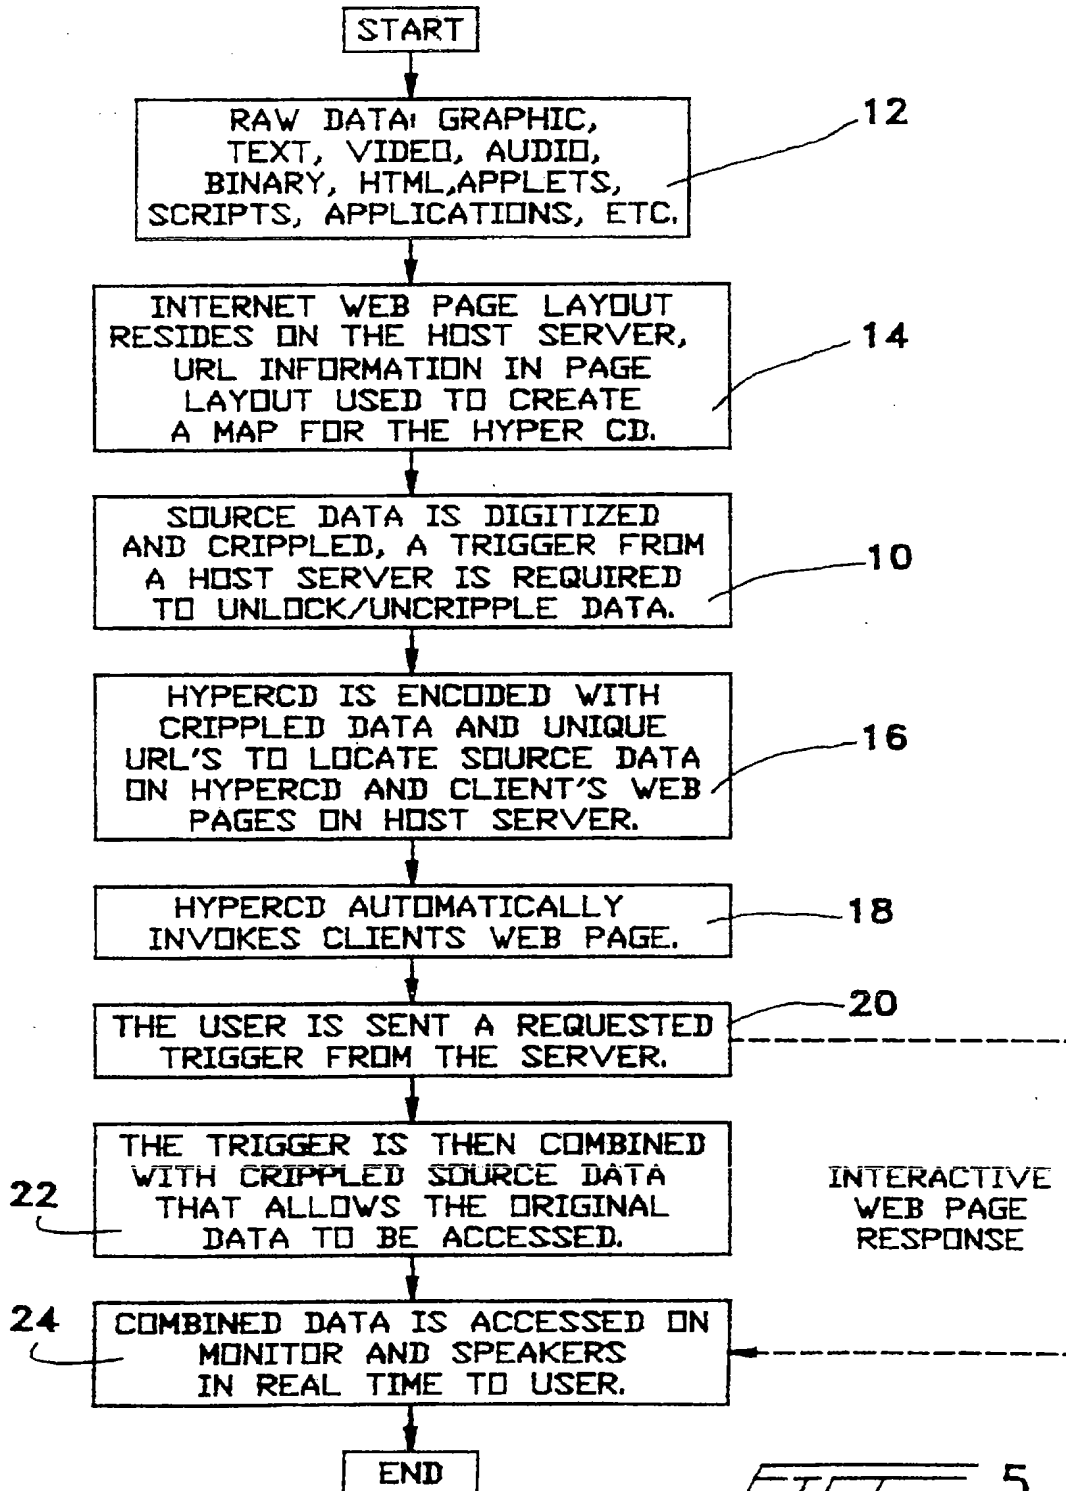 START
RAW DATA: GRAPHIC,
TEXT, VIDEO, AUDIO,
BINARY, HTML,APPLETS,
SCRIPTS, APPLICATIONS, ETC.
12
INTERNET WEB PAGE LAYOUT
RESIDES ON THE HOST SERVER,
URL INFORMATION IN PAGE
LAYOUT USED TO CREATE
A MAP FOR THE HYPER CD.
14
SOURCE DATA IS DIGITIZED
AND CRIPPLED, A TRIGGER FROM
A HOST SERVER IS REQUIRED
TO UNLOCK/UNCRIPPLE DATA.
10
HYPERCD IS ENCODED WITH
CRIPPLED DATA AND UNIQUE
URL'S TO LOCATE SOURCE DATA
ON HYPERCD AND CLIENT'S WEB
PAGES ON HOST SERVER.
16
HYPERCD AUTOMATICALLY
INVOKES CLIENTS WEB PAGE.
18
THE USER IS SENT A REQUESTED
TRIGGER FROM THE SERVER.
20
THE TRIGGER IS THEN COMBINED
WITH CRIPPLED SOURCE DATA
THAT ALLOWS THE ORIGINAL
DATA TO BE ACCESSED.
22
INTERACTIVE
WEB PAGE
RESPONSE
COMBINED DATA IS ACCESSED ON
MONITOR AND SPEAKERS
IN REAL TIME TO USER.
24
END
5